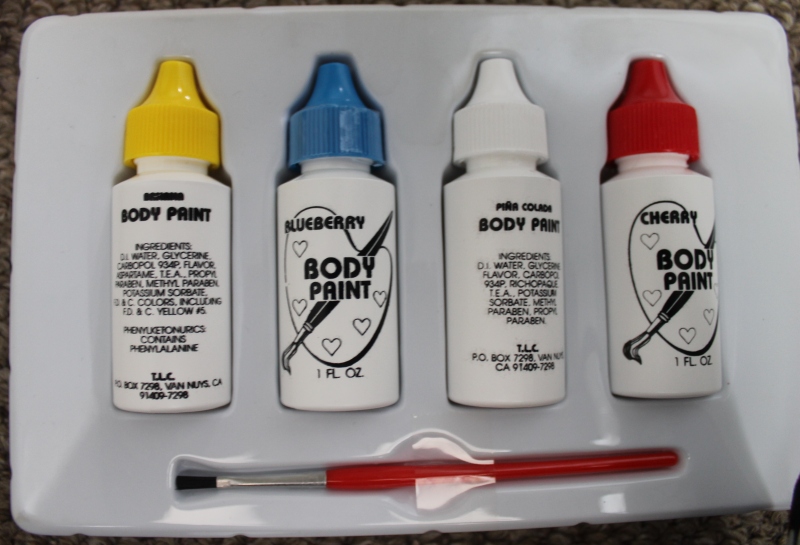 BANANA
BODY PAINT
INGREDIENTS:
D.I. WATER, GLYCERINE,
CARBOPOL 934P, FLAVOR,
ASPARTAME, T.E.A., PROPYL
PARABEN, METHYL PARABEN,
POTASSIUM SORBATE,
F.D. & C. COLORS, INCLUDING
F.D. & C. YELLOW #5.
PHENYLKETONURICS:
CONTAINS
PHENYLALANINE
T.L.C.
P.O. BOX 7298, VAN NUYS, CA
91409-7298
BLUEBERRY
BODY
PAINT
1 FL. OZ.
PIÑA COLADA
BODY PAINT
INGREDIENTS:
D.I. WATER, GLYCERINE
FLAVOR, CARBOPOL
934P, RICHOPAQUE,
T.E.A., POTASSIUM
SORBATE, METHYL
PARABEN, PROPYL
PARABEN.
T.L.C.
P.O. BOX 7298, VAN NUYS
CA 91409-7298
CHERRY
BODY
PAINT
1 FL. OZ.